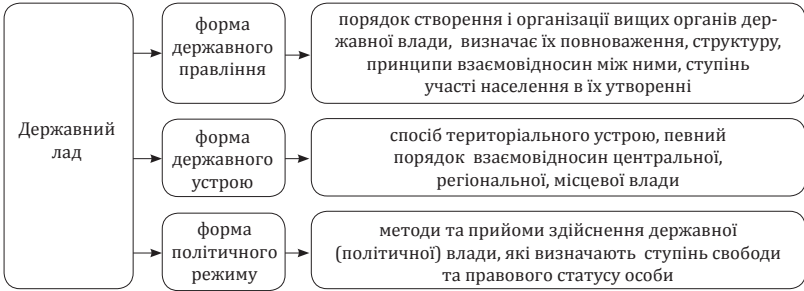 Державний
лад
форма
державного
правління
порядок створення і організації вищих органів дер-
жавної влади, визначає їх повноваження, структуру,
принципи взаємовідносин між ними, ступінь
участі населення в їх утворенні
форма
державного
устрою
спосіб територіального устрою, певний
порядок взаємовідносин центральної,
регіональної, місцевої влади
форма
політичного
режиму
методи та прийоми здійснення державної
(політичної) влади, які визначають ступінь свободи
та правового статусу особи